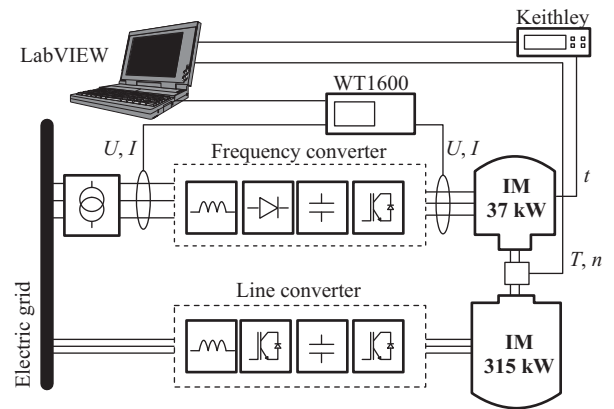 Keithley
LabVIEW
WT1600
U, I
Frequency converter
U, I
IM
37 kW
t
T, n
Line converter
Electric grid
IM
315 kW